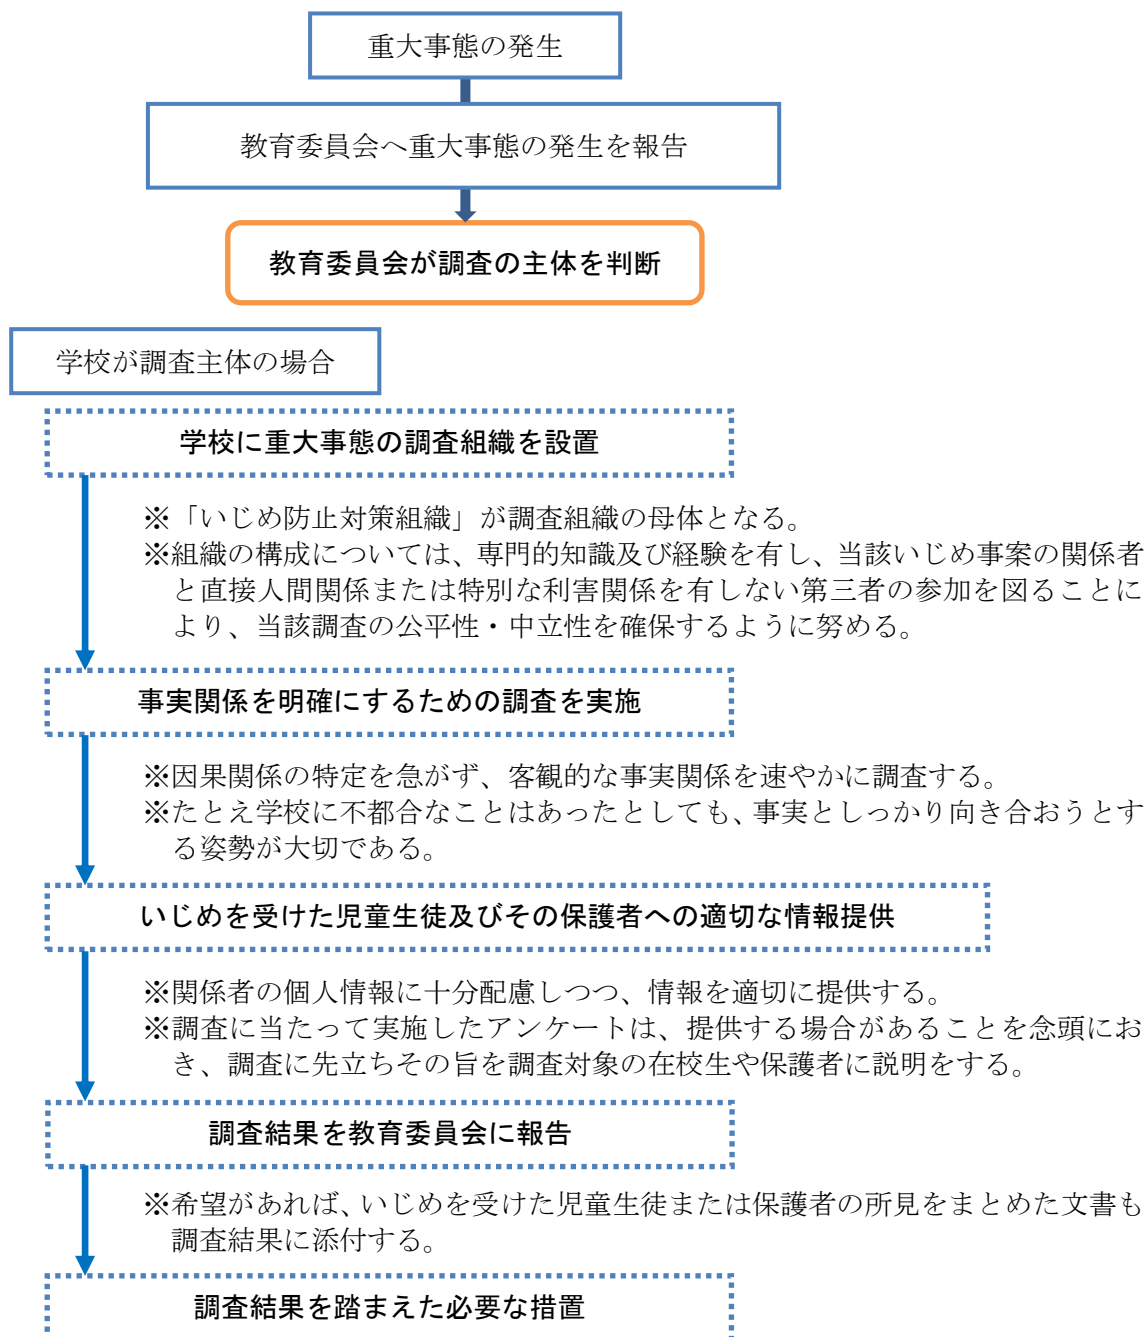 重大事態の発生
教育委員会へ重大事態の発生を報告
教育委員会が調査の主体を判断
学校が調査主体の場合
学校に重大事態の調査組織を設置
※「いじめ防止対策組織」が調査組織の母体となる。
※組織の構成については、専門的知識及び経験を有し、当該いじめ事案の関係者
と直接人間関係または特別な利害関係を有しない第三者の参加を図ることに
より、当該調査の公平性・中立性を確保するように努める。
事実関係を明確にするための調査を実施
※因果関係の特定を急がず、客観的な事実関係を速やかに調査する。
※たとえ学校に不都合なことはあったとしても、事実としっかり向き合おうとす
る姿勢が大切である。
いじめを受けた児童生徒及びその保護者への適切な情報提供
※関係者の個人情報に十分配慮しつつ、情報を適切に提供する。
※調査に当たって実施したアンケートは、提供する場合があることを念頭にお
き、調査に先立ちその旨を調査対象の在校生や保護者に説明をする。
調査結果を教育委員会に報告
※希望があれば、いじめを受けた児童生徒または保護者の所見をまとめた文書も
調査結果に添付する。
調査結果を踏まえた必要な措置